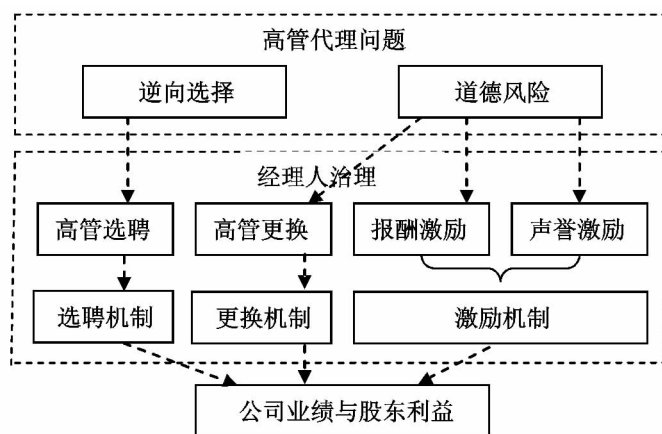 高管代理问题
逆向选择
道德风险
经理人治理
高管选聘
高管更换
报酬激励
声誉激励
选聘机制
更换机制
激励机制
公司业绩与股东利益